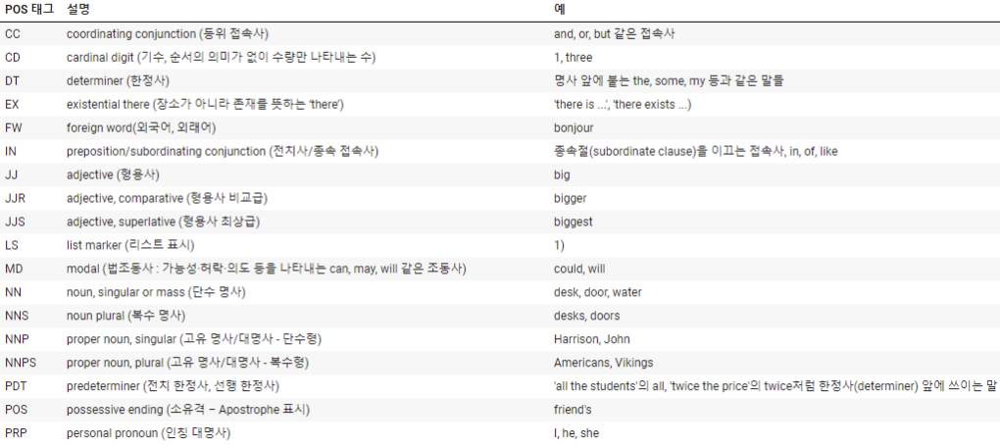 POS 태그 설명 예
CC coordinating conjunction (등위 접속사) and, or, but 같은 접속사
CD cardinal digit (기수, 순서의 의미가 없이 수량만 나타내는 수) 1, three
DT determiner (한정사) 명사 앞에 붙는 the, some, my 등과 같은 말들
EX existential there (장소가 아니라 존재를 뜻하는 ‘there’) 'there is ...', 'there exists ...)
FW foreign word(외국어, 외래어) bonjour
IN preposition/subordinating conjunction (전치사/종속 접속사) 종속절(subordinate clause)을 이끄는 접속사, in, of, like
JJ adjective (형용사) big
JJR adjective, comparative (형용사 비교급) bigger
JJS adjective, superlative (형용사 최상급) biggest
LS list marker (리스트 표시) 1)
MD modal (법조동사 : 가능성·허락·의도 등을 나타내는 can, may, will 같은 조동사) could, will
NN noun, singular or mass (단수 명사) desk, door, water
NNS noun plural (복수 명사) desks, doors
NNP proper noun, singular (고유 명사/대명사 - 단수형) Harrison, John
NNPS proper noun, plural (고유 명사/대명사 - 복수형) Americans, Vikings
PDT predeterminer (전치 한정사, 선행 한정사) 'all the students'의 all, 'twice the price'의 twice처럼 한정사(determiner) 앞에 쓰이는 말
POS possessive ending (소유격 – Apostrophe 표시) friend's
PRP personal pronoun (인칭 대명사) I, he, she